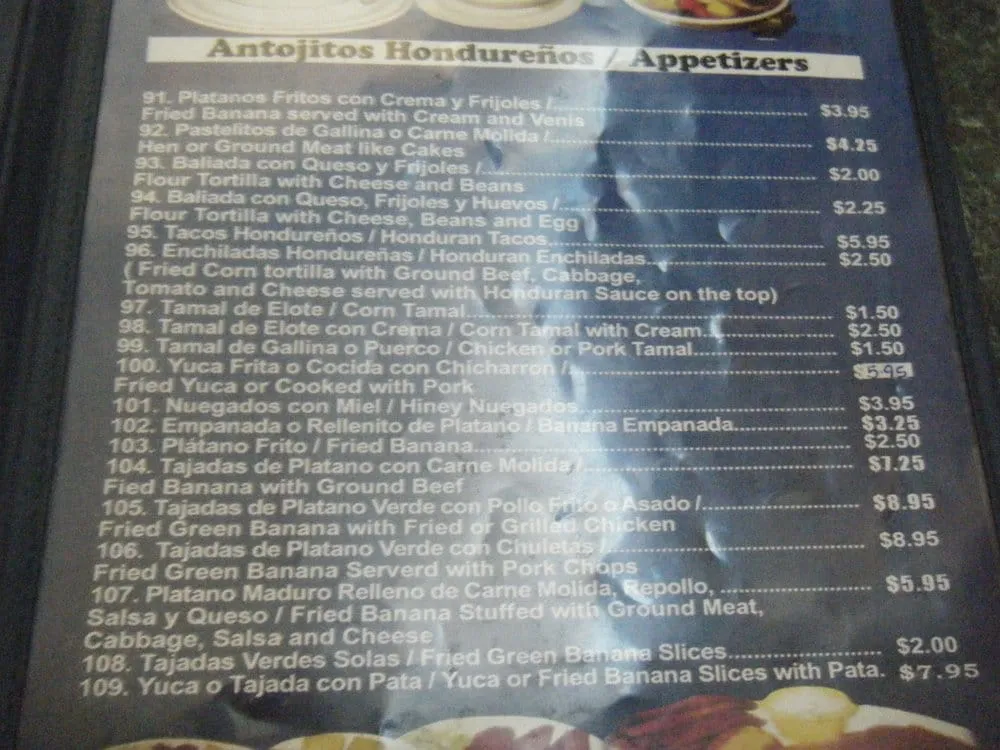 Antojitos Hondureños / Appetizers
91. Platanos Fritos con Crema y Frijoles /.......... $3.95
Fried Banana served with Cream and Venis
92. Pastelitos de Gallina o Carne Molida /.......... $4.25
Hen or Ground Meat like Cakes
93. Baliada con Queso y Frijoles /.......... $2.00
Flour Tortilla with Cheese and Beans
94. Baliada con Queso, Frijoles y Huevos /.......... $2.25
Flour Tortilla with Cheese, Beans and Egg
95. Tacos Hondureños / Honduran Tacos.......... $5.95
96. Enchiladas Hondureñas / Honduran Enchiladas.......... $2.50
( Fried Corn tortilla with Ground Beef, Cabbage,
Tomato and Cheese served with Honduran Sauce on the top)
97. Tamal de Elote / Corn Tamal.......... $1.50
98. Tamal de Elote con Crema / Corn Tamal with Cream.......... $2.50
99. Tamal de Gallina o Puerco / Chicken or Pork Tamal.......... $1.50
100. Yuca Frita o Cocida con Chicharron /.......... $5.95
Fried Yuca or Cooked with Pork
101. Nuegados con Miel / Hiney Nuegados.......... $3.95
102. Empanada o Rellenito de Platano / Banana Empanada.......... $3.25
103. Plátano Frito / Fried Banana.......... $2.50
104. Tajadas de Platano con Carne Molida /.......... $7.25
Fied Banana with Ground Beef
105. Tajadas de Platano Verde con Pollo Frito o Asado /.......... $8.95
Fried Green Banana with Fried or Grilled Chicken
106. Tajadas de Platano Verde con Chuletas.......... $8.95
Fried Green Banana Serverd with Pork Chops
107. Platano Maduro Relleno de Carne Molida, Repollo, .......... $5.95
Salsa y Queso / Fried Banana Stuffed with Ground Meat,
Cabbage, Salsa and Cheese
108. Tajadas Verdes Solas / Fried Green Banana Slices.......... $2.00
109. Yuca o Tajada con Pata / Yuca or Fried Banana Slices with Pata. $7.95